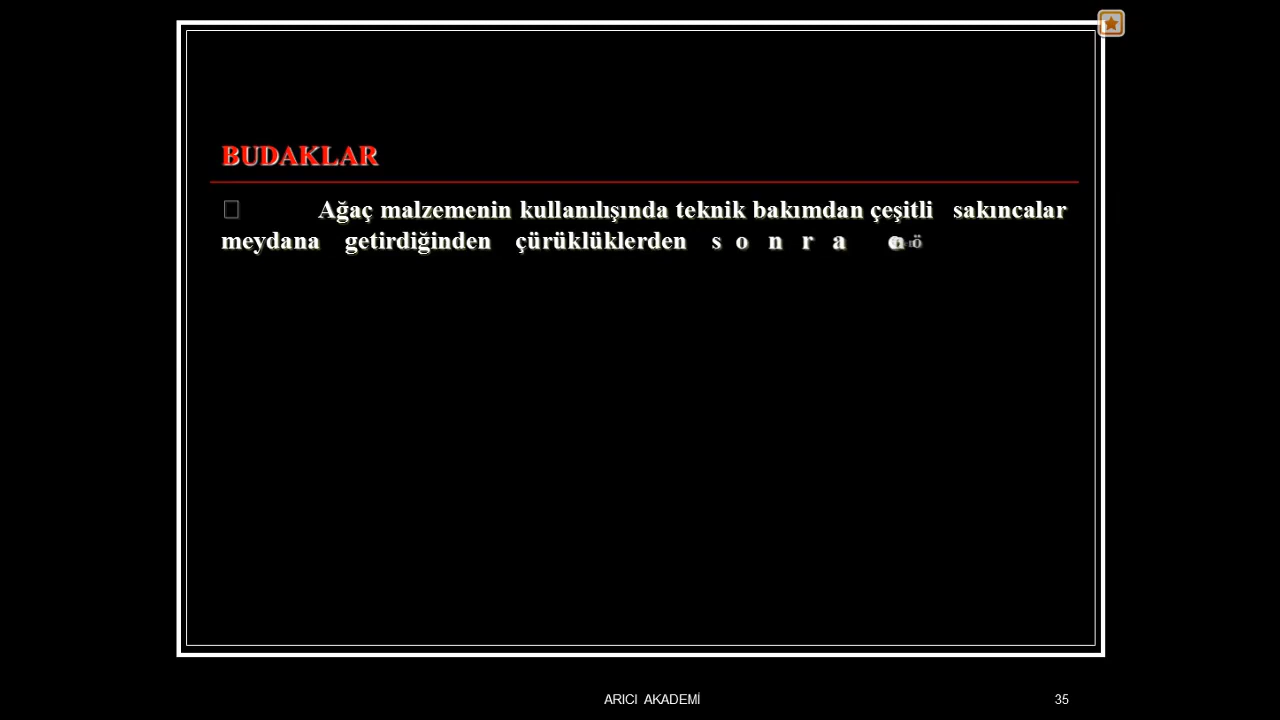 BUDAKLAR
Ağaç malzemenin kullanılışında teknik bakımdan çeşitli sakıncalar
meydana getirdiğinden çürüklüklerden s o n r a
ARICI AKADEMİ 35